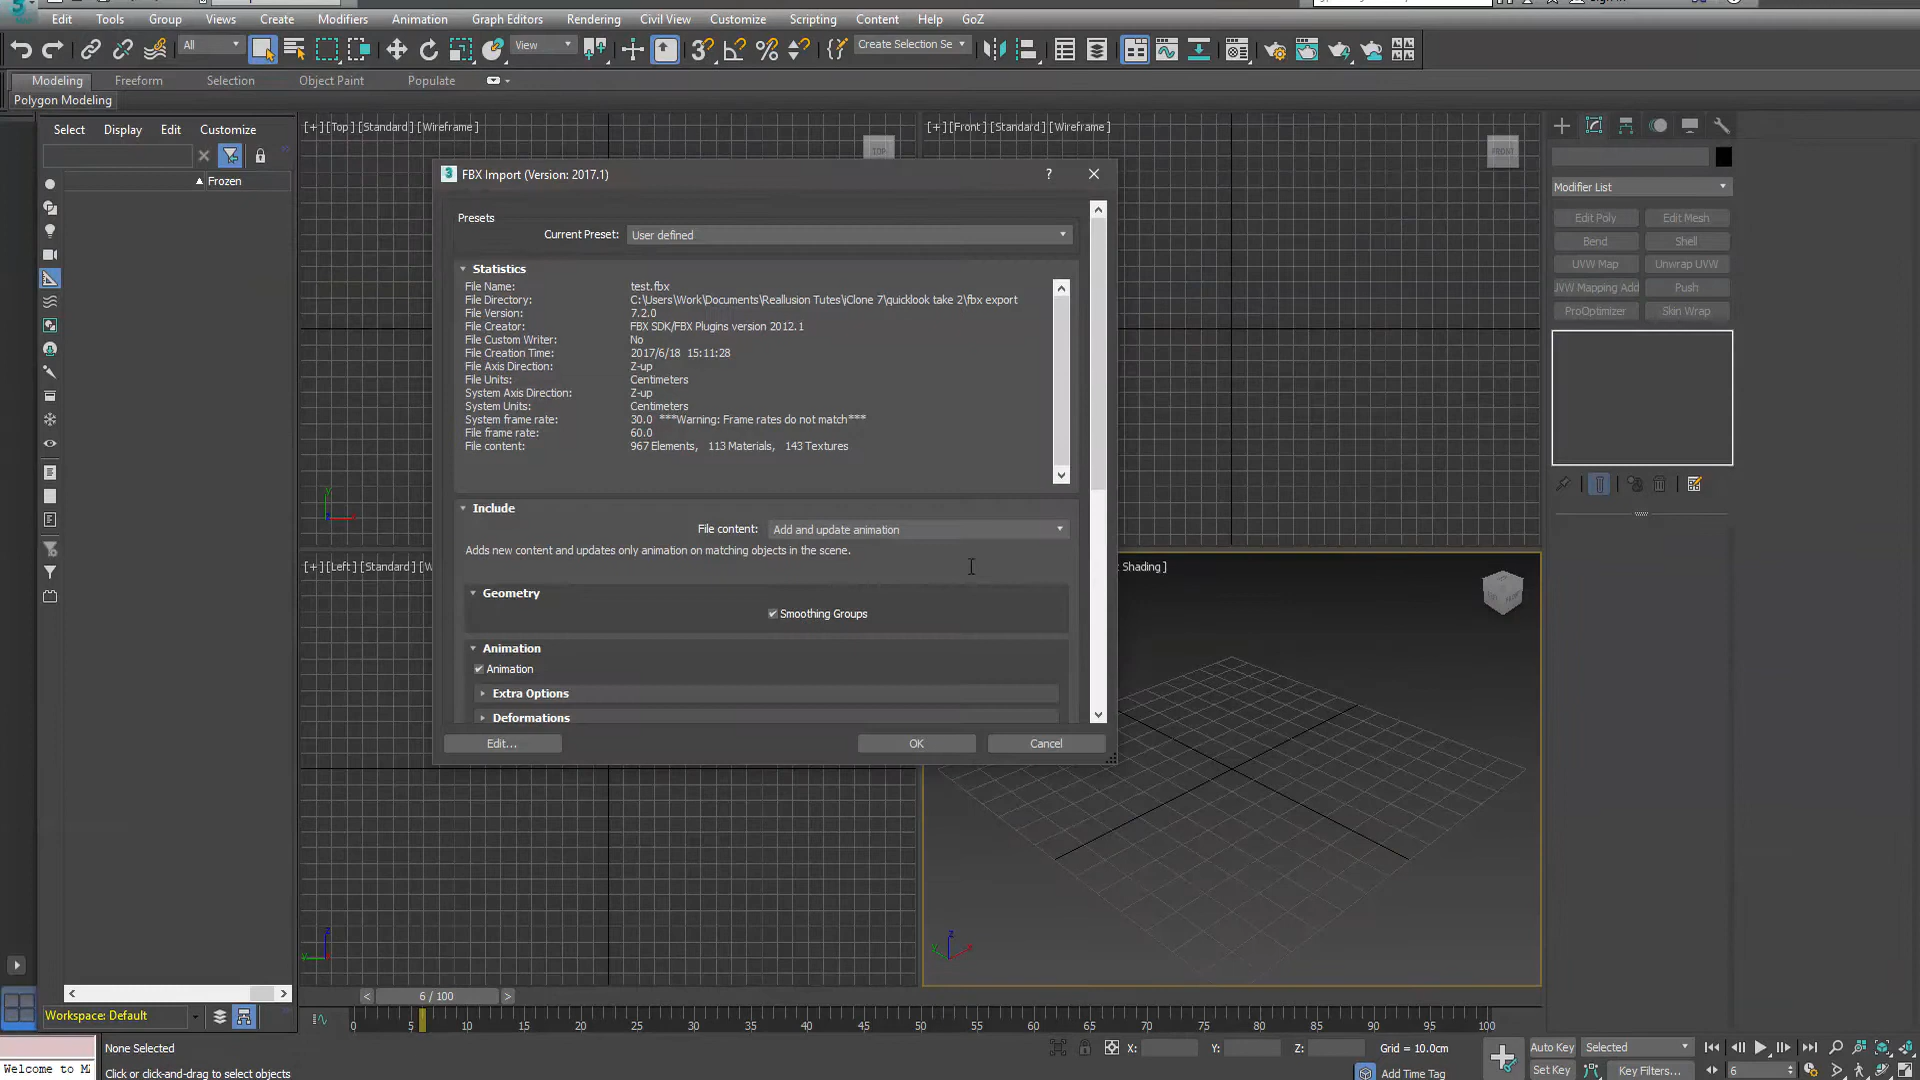 Edit Tools Group Views Create Modifiers Animation Graph Editors Rendering Civil View Customize Scripting Content Help GoZ
All View Create Selection Se
Modeling Freeform Selection Object Paint Populate
Polygon Modeling
Select Display Edit Customize
Frozen
[+] [Top] [Standard] [Wireframe]
TOP
[+] [Front] [Standard] [Wireframe]
FRONT
Modifier List
Edit Poly Edit Mesh
Bend Shell
UVW Map Unwrap UVW
JVW Mapping Add Push
ProOptimizer Skin Wrap
FBX Import (Version: 2017.1) ?
Presets
Current Preset: User defined
Statistics
File Name: test.fbx
File Directory: C:\Users\Work\Documents\Reallusion Tutes\iClone 7\quicklook take 2\fbx export
File Version: 7.2.0
File Creator: FBX SDK/FBX Plugins version 2012.1
File Custom Writer: No
File Creation Time: 2017/6/18 15:11:28
File Axis Direction: Z-up
File Units: Centimeters
System Axis Direction: Z-up
System Units: Centimeters
System frame rate: 30.0 ***Warning: Frame rates do not match***
File frame rate: 60.0
File content: 967 Elements, 113 Materials, 143 Textures
Include
File content: Add and update animation
Adds new content and updates only animation on matching objects in the scene.
Geometry
Smoothing Groups
Animation
Animation
Extra Options
Deformations
Edit... OK Cancel
[+] [Left] [Standard] [W
Shading ]
y x
z y
z y x
< 6 / 100 >
0 5 10 15 20 25 30 35 40 45 50 55 60 65 70 75 80 85 90 95 100
Workspace: Default
None Selected X: Y: Z: Grid = 10.0cm Auto Key Selected
Welcome to M
Click or click-and-drag to select objects Add Time Tag Set Key Key Filters... 6